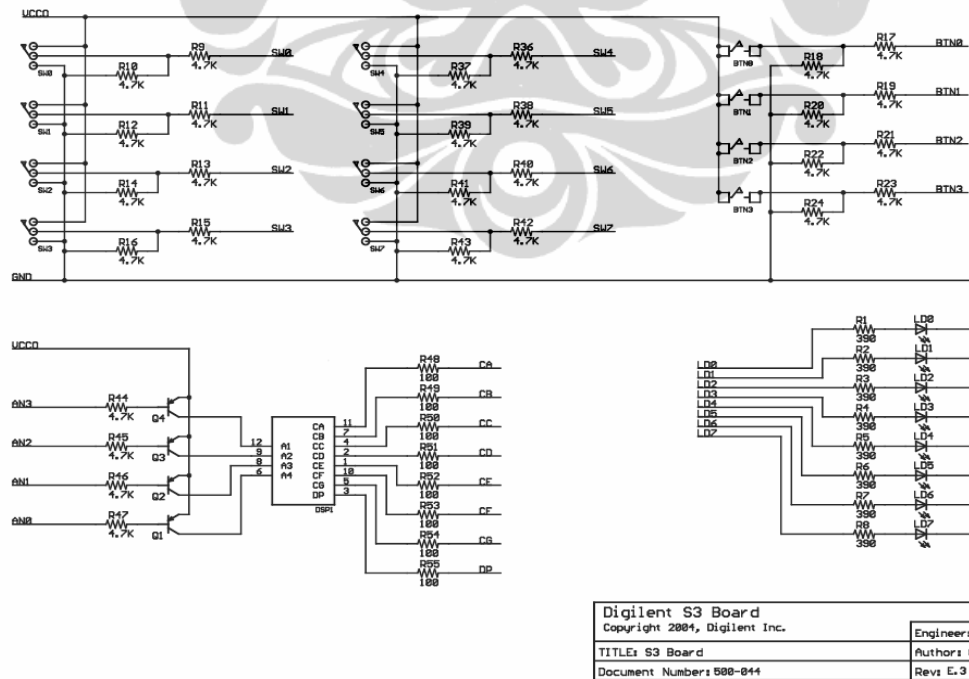 VCCO
R9 4.7K SW0 R10 4.7K SW0
R11 4.7K SW1 R12 4.7K SW1
R13 4.7K SW2 R14 4.7K SW2
R15 4.7K SW3 R16 4.7K SW3
R36 4.7K SW4 R37 4.7K SW4
R38 4.7K SW5 R39 4.7K SW5
R40 4.7K SW6 R41 4.7K SW6
R42 4.7K SW7 R43 4.7K SW7
R17 4.7K BTN0 R18 4.7K BTN0
R19 4.7K BTN1 R20 4.7K BTN1
R21 4.7K BTN2 R22 4.7K BTN2
R23 4.7K BTN3 R24 4.7K BTN3
GND
VCCO
AN3 R44 4.7K Q4
AN2 R45 4.7K Q3
AN1 R46 4.7K Q2
AN0 R47 4.7K Q1
12 A1
9 A2
8 A3
6 A4
CA 11
CB 7
CC 4
CD 2
CE 1
CF 10
CG 5
DP 3
DSP1
R48 100 CA
R49 100 CB
R50 100 CC
R51 100 CD
R52 100 CE
R53 100 CF
R54 100 CG
R55 100 DP
LD0
LD1
LD2
LD3
LD4
LD5
LD6
LD7
R1 390 LD0
R2 390 LD1
R3 390 LD2
R4 390 LD3
R5 390 LD4
R6 390 LD5
R7 390 LD6
R8 390 LD7
Digilent S3 Board
Copyright 2004, Digilent Inc.
Engineer:
TITLE: S3 Board
Author:
Document Number: 500-044
Rev: E.3